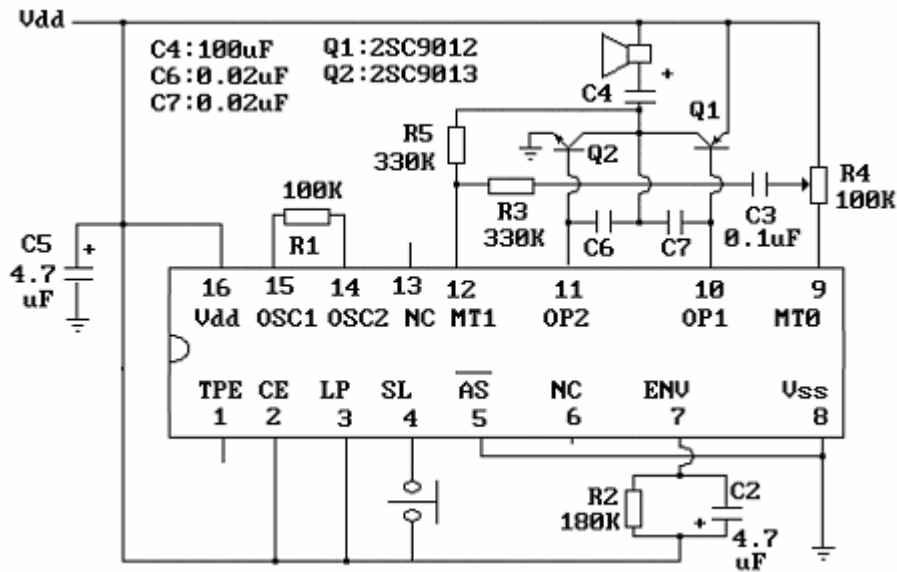 Vdd
C4:100uF
Q1:2SC9012
C6:0.02uF
Q2:2SC9013
C7:0.02uF
+
C4
Q1
R5
330K
Q2
R4
100K
100K
R1
R3
330K
C6
C7
C3
0.1uF
C5
+
4.7
uF
16
15
14
13
12
11
10
9
Vdd
OSC1
OSC2
NC
MT1
OP2
OP1
MT0
TPE
CE
LP
SL
AS
NC
ENV
Vss
1
2
3
4
5
6
7
8
R2
180K
C2
+
4.7
uF